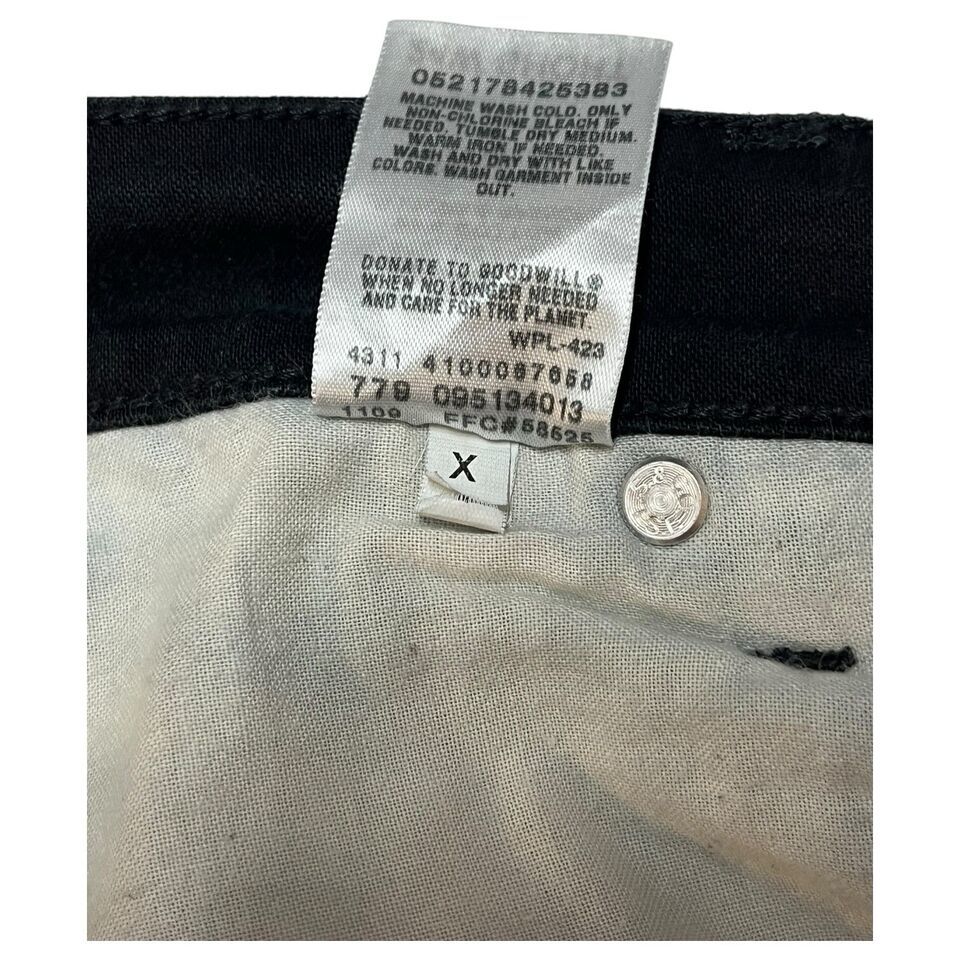 052178425383
MACHINE WASH COLD. ONLY
NON-CHLORINE BLEACH IF
NEEDED. TUMBLE DRY MEDIUM.
WARM IRON IF NEEDED.
WASH AND DRY WITH LIKE
COLORS. WASH GARMENT INSIDE
OUT.
DONATE TO GOODWILL®
WHEN NO LONGER NEEDED
AND CARE FOR THE PLANET.
WPL-423
4311 4100087658
779 095134013
1109 FFC#58525
X